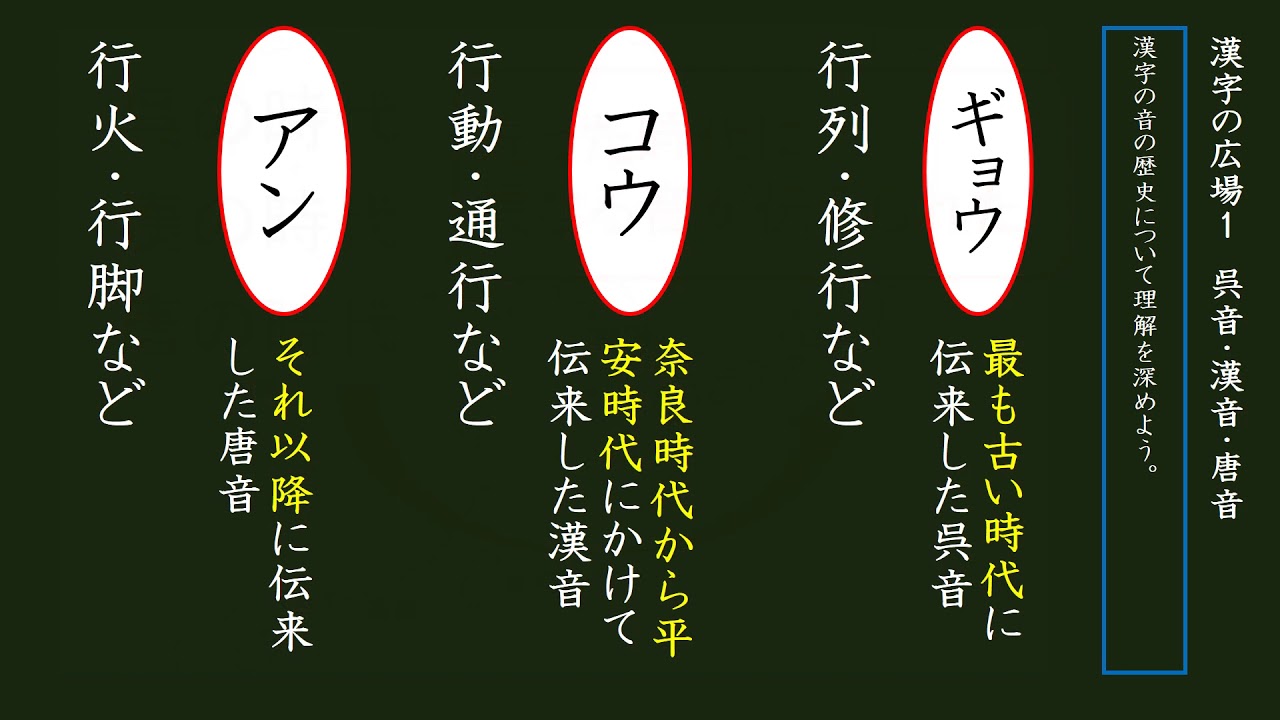 漢字の広場1　呉音・漢音・唐音
漢字の音の歴史について理解を深めよう。
ギョウ
最も古い時代に
伝来した呉音
行列・修行など
コウ
奈良時代から平
安時代にかけて
伝来した漢音
行動・通行など
アン
それ以降に伝来
した唐音
行火・行脚など